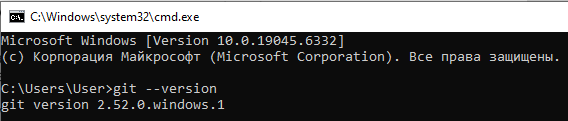 C:\Windows\system32\cmd.exe
Microsoft Windows [Version 10.0.19045.6332]
(c) Корпорация Майкрософт (Microsoft Corporation). Все права защищены.
C:\Users\User>git --version
git version 2.52.0.windows.1